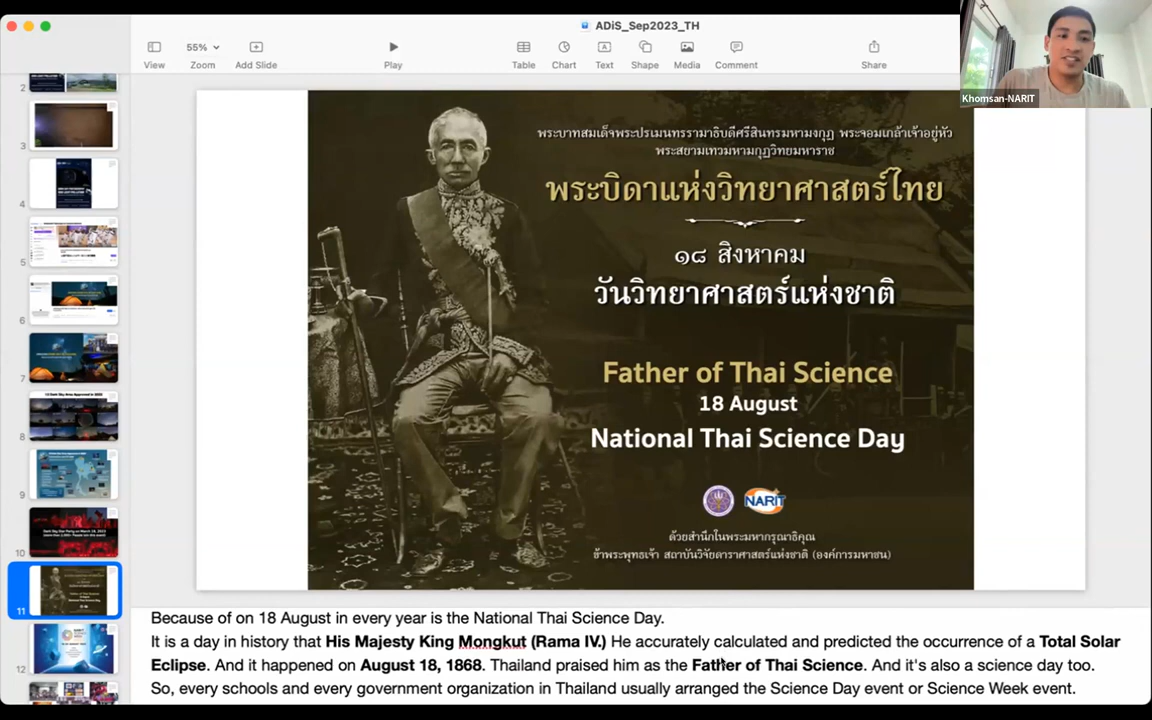 ADiS_Sep2023_TH
55%
View
Zoom
Add Slide
Play
Table
Chart
Text
Shape
Media
Comment
Share
Khomsan-NARIT
2
3
4
5
6
7
8
9
10
11
12
พระบาทสมเด็จพระปรเมนทรรามาธิบดีศรีสินทรมหามงกุฎ พระจอมเกล้าเจ้าอยู่หัว
พระสยามเทวมหามกุฏวิทยมหาราช
พระบิดาแห่งวิทยาศาสตร์ไทย
๑๘ สิงหาคม
วันวิทยาศาสตร์แห่งชาติ
Father of Thai Science
18 August
National Thai Science Day
NARIT
ด้วยสำนึกในพระมหากรุณาธิคุณ
ข้าพระพุทธเจ้า สถาบันวิจัยดาราศาสตร์แห่งชาติ (องค์การมหาชน)
Because of on 18 August in every year is the National Thai Science Day.
It is a day in history that His Majesty King Mongkut (Rama IV.) He accurately calculated and predicted the occurrence of a Total Solar
Eclipse. And it happened on August 18, 1868. Thailand praised him as the Father of Thai Science. And it's also a science day too.
So, every schools and every government organization in Thailand usually arranged the Science Day event or Science Week event.